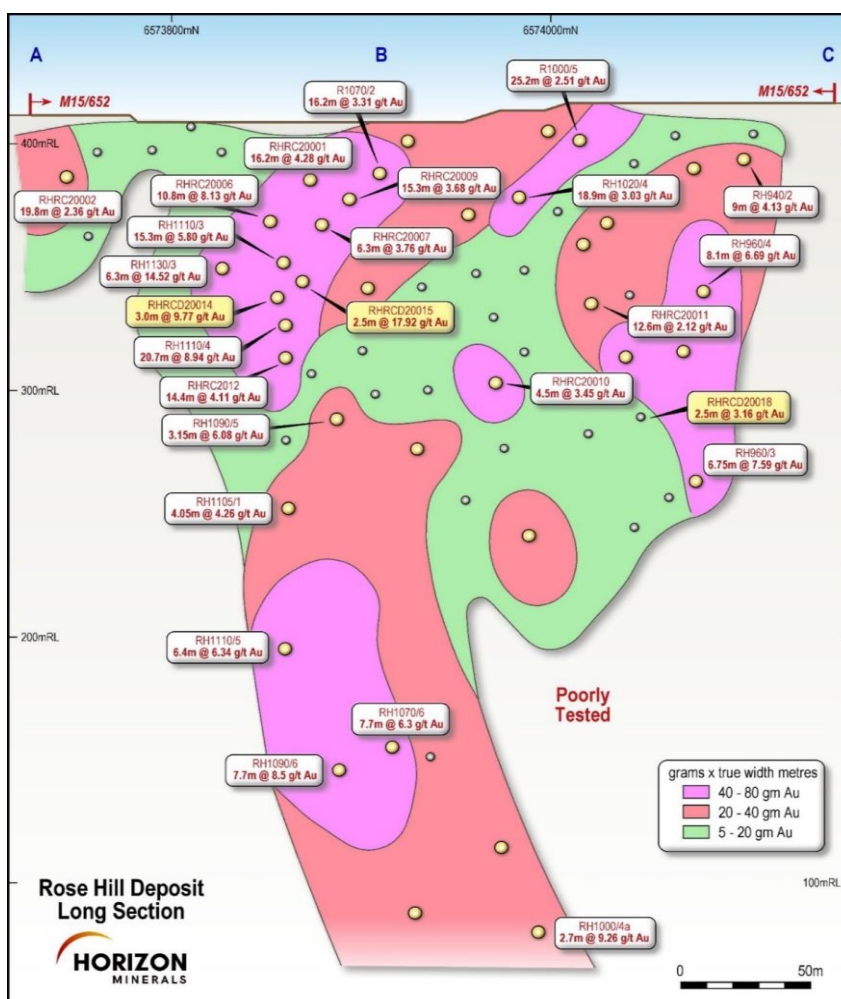 6573800mN
6574000mN
A
B
C
M15/652
M15/652
R1070/2
16.2m @ 3.31 g/t Au
R1000/5
25.2m @ 2.51 g/t Au
400mRL
RHRC20001
16.2m @ 4.28 g/t Au
RHRC20002
19.8m @ 2.36 g/t Au
RHRC20006
10.8m @ 8.13 g/t Au
RHRC20009
15.3m @ 3.68 g/t Au
RH1020/4
18.9m @ 3.03 g/t Au
RH940/2
9m @ 4.13 g/t Au
RH1110/3
15.3m @ 5.80 g/t Au
RHRC20007
6.3m @ 3.76 g/t Au
RH960/4
8.1m @ 6.69 g/t Au
RH1130/3
6.3m @ 14.52 g/t Au
RHRCD20014
3.0m @ 9.77 g/t Au
RHRCD20015
2.5m @ 17.92 g/t Au
RHRC20011
12.6m @ 2.12 g/t Au
RH1110/4
20.7m @ 8.94 g/t Au
RHRC2012
14.4m @ 4.11 g/t Au
300mRL
RHRC20010
4.5m @ 3.45 g/t Au
RHRCD20018
2.5m @ 3.16 g/t Au
RH1090/5
3.15m @ 6.08 g/t Au
RH960/3
6.75m @ 7.59 g/t Au
RH1105/1
4.05m @ 4.26 g/t Au
200mRL
RH1110/5
6.4m @ 6.34 g/t Au
Poorly
Tested
RH1070/6
7.7m @ 6.3 g/t Au
RH1090/6
7.7m @ 8.5 g/t Au
grams x true width metres
40 - 80 gm Au
20 - 40 gm Au
5 - 20 gm Au
100mRL
Rose Hill Deposit
Long Section
HORIZON
MINERALS
RH1000/4a
2.7m @ 9.26 g/t Au
0
50m